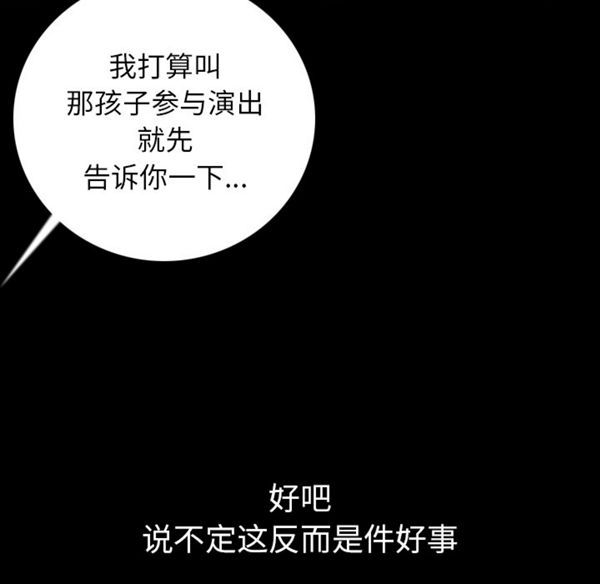 我打算叫
那孩子参与演出
就先
告诉你一下...
好吧
说不定这反而是件好事